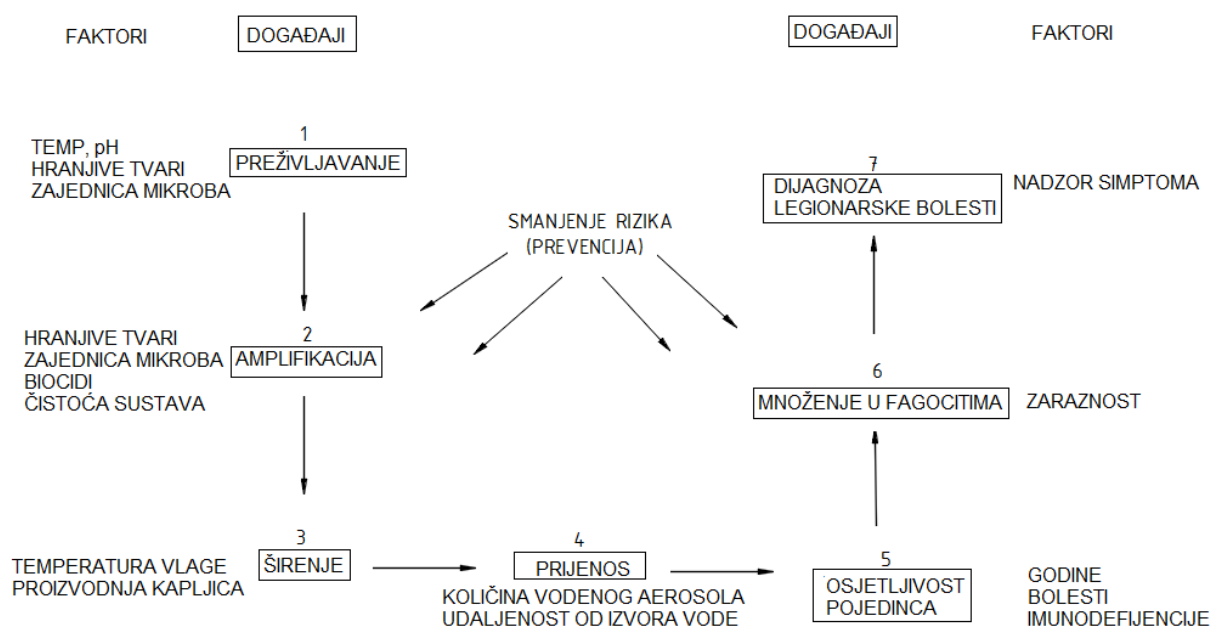 FAKTORI
DOGAĐAJI
DOGAĐAJI
FAKTORI
1
TEMP, pH
HRANJIVE TVARI
ZAJEDNICA MIKROBA
PREŽIVLJAVANJE
7
DIJAGNOZA
LEGIONARSKE BOLESTI
NADZOR SIMPTOMA
SMANJENJE RIZIKA
(PREVENCIJA)
2
HRANJIVE TVARI
ZAJEDNICA MIKROBA
BIOCIDI
ČISTOĆA SUSTAVA
AMPLIFIKACIJA
6
MNOŽENJE U FAGOCITIMA
ZARAZNOST
3
TEMPERATURA VLAGE
PROIZVODNJA KAPLJICA
ŠIRENJE
4
PRIJENOS
KOLIČINA VODENOG AEROSOLA
UDALJENOST OD IZVORA VODE
5
OSJETLJIVOST
POJEDINCA
GODINE
BOLESTI
IMUNODEFIJENCIJE